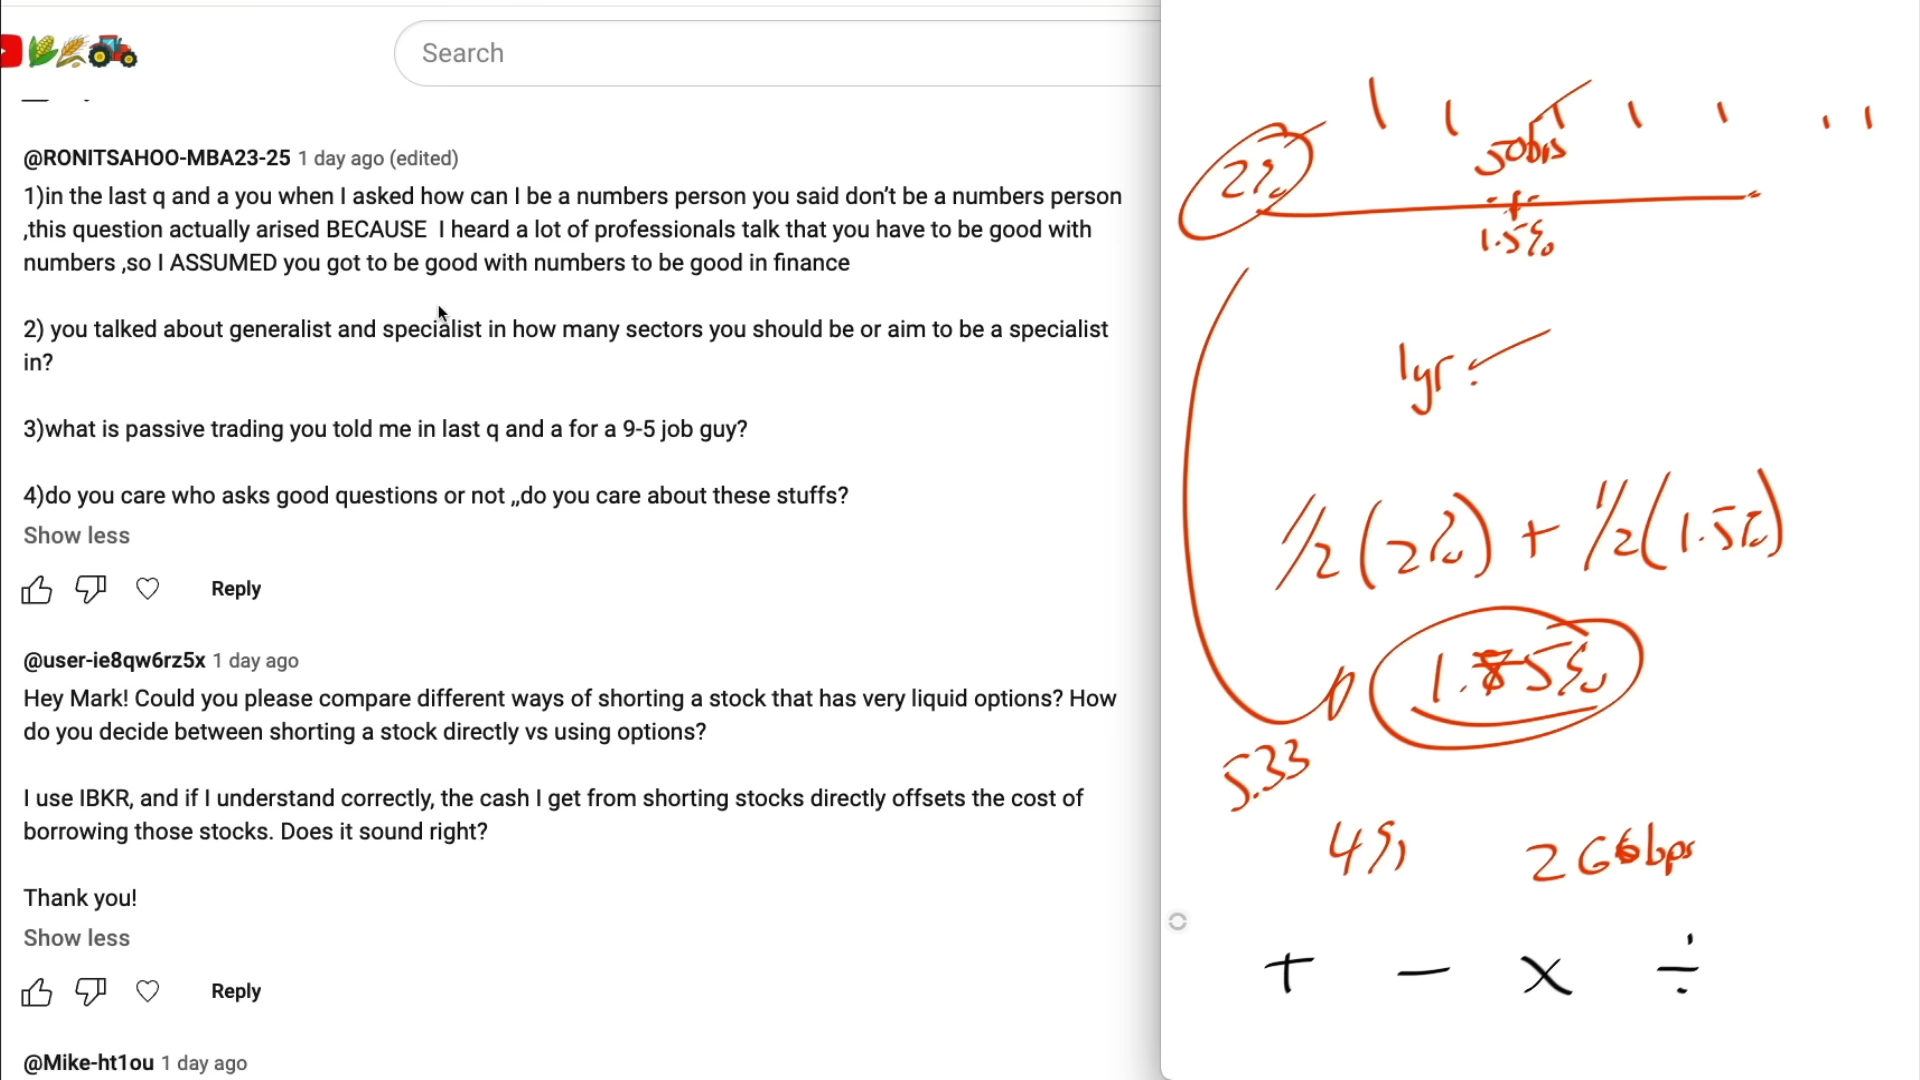 Search
@RONITSAHOO-MBA23-25 1 day ago (edited)
1)in the last q and a you when I asked how can I be a numbers person you said don’t be a numbers person
,this question actually arised BECAUSE I heard a lot of professionals talk that you have to be good with
numbers ,so I ASSUMED you got to be good with numbers to be good in finance
2) you talked about generalist and specialist in how many sectors you should be or aim to be a specialist
in?
3)what is passive trading you told me in last q and a for a 9-5 job guy?
4)do you care who asks good questions or not ,,do you care about these stuffs?
Show less
Reply
@user-ie8qw6rz5x 1 day ago
Hey Mark! Could you please compare different ways of shorting a stock that has very liquid options? How
do you decide between shorting a stock directly vs using options?
I use IBKR, and if I understand correctly, the cash I get from shorting stocks directly offsets the cost of
borrowing those stocks. Does it sound right?
Thank you!
Show less
Reply
@Mike-ht1ou 1 day ago
50bps
2%
1.5%
1yr
1/2 (2%) + 1/2 (1.5%)
5.33
266bps
+ - x ÷